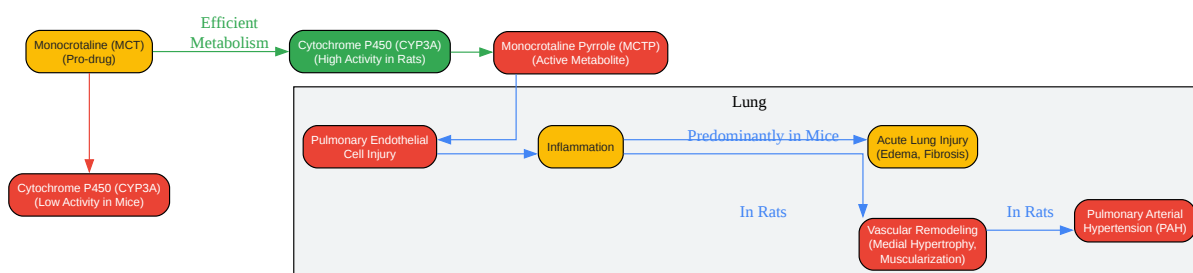 Efficient
Metabolism
Monocrotaline (MCT)
(Pro-drug)
Cytochrome P450 (CYP3A)
(High Activity in Rats)
Monocrotaline Pyrrole (MCTP)
(Active Metabolite)
Lung
Pulmonary Endothelial
Cell Injury
Inflammation
Predominantly in Mice
Acute Lung Injury
(Edema, Fibrosis)
Cytochrome P450 (CYP3A)
(Low Activity in Mice)
In Rats
Vascular Remodeling
(Medial Hypertrophy,
Muscularization)
In Rats
Pulmonary Arterial
Hypertension (PAH)